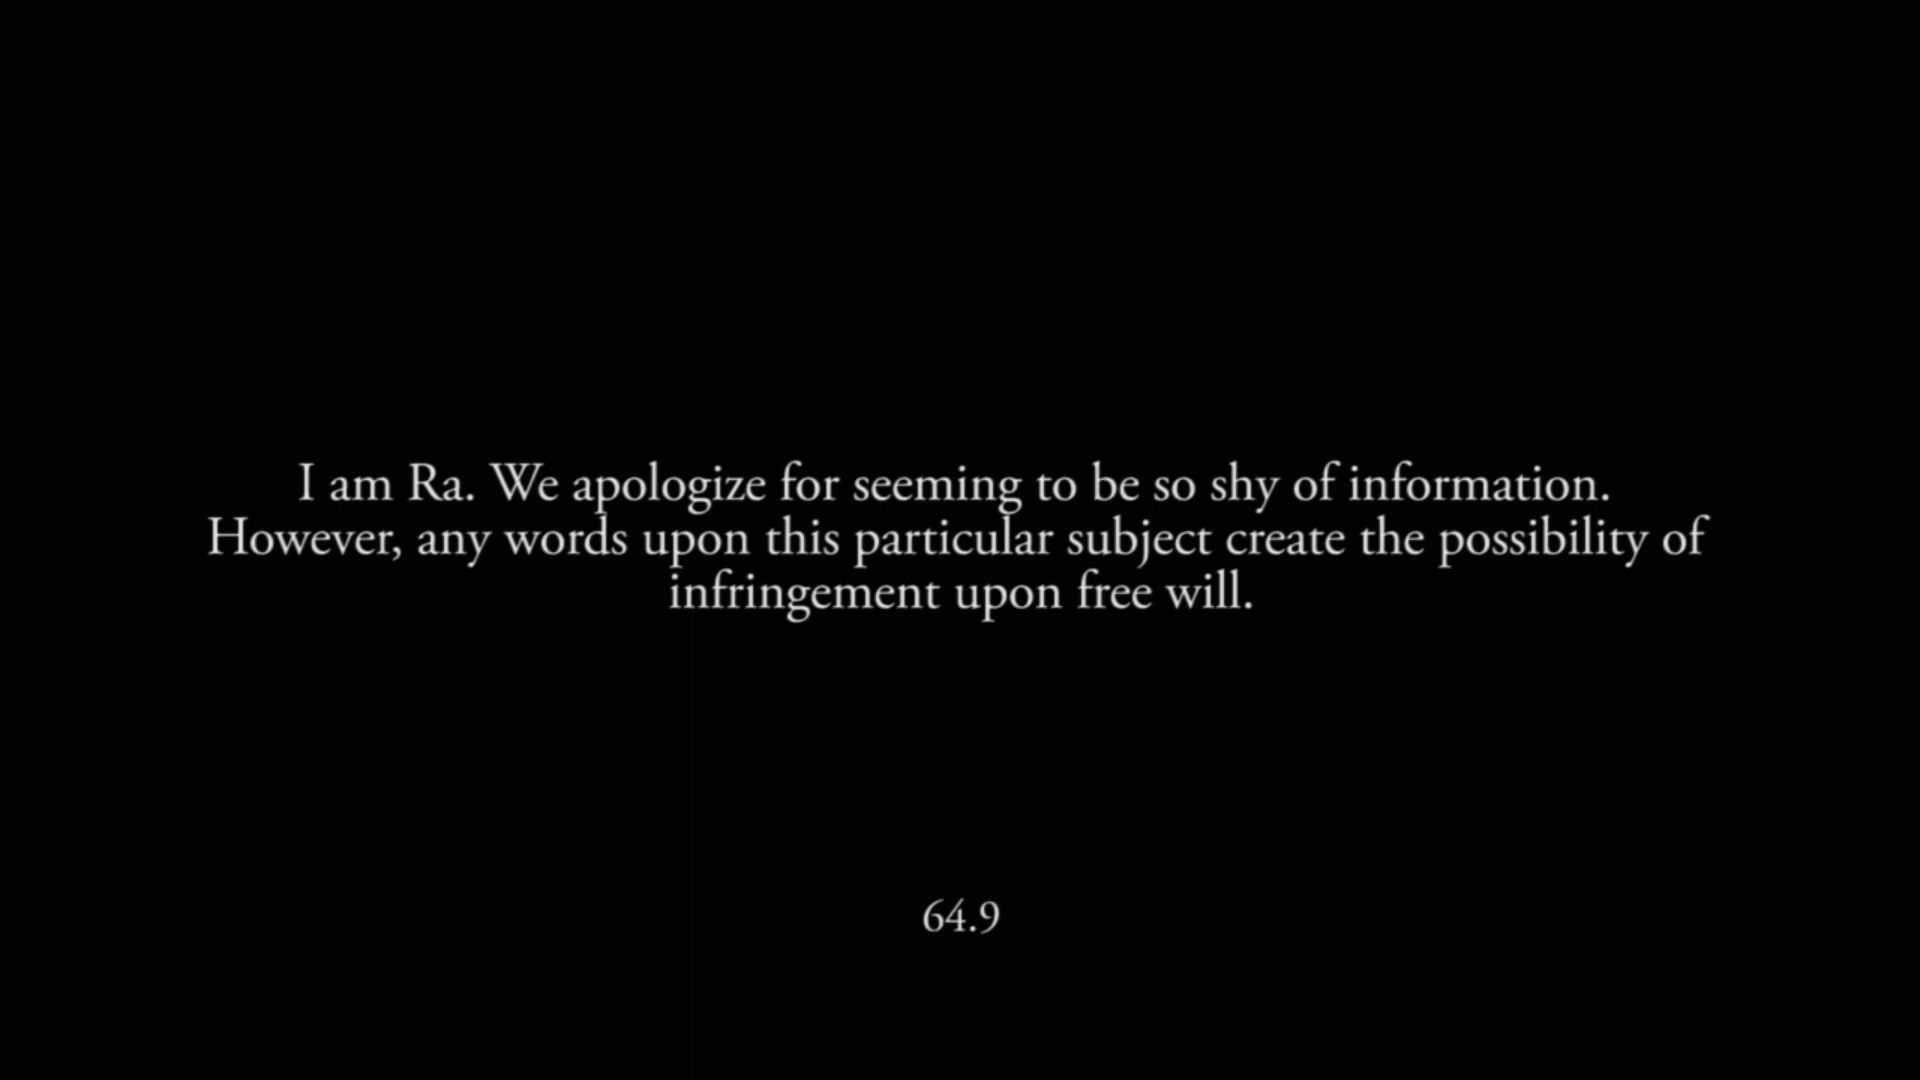 I am Ra. We apologize for seeming to be so shy of information.
However, any words upon this particular subject create the possibility of
infringement upon free will.
64.9